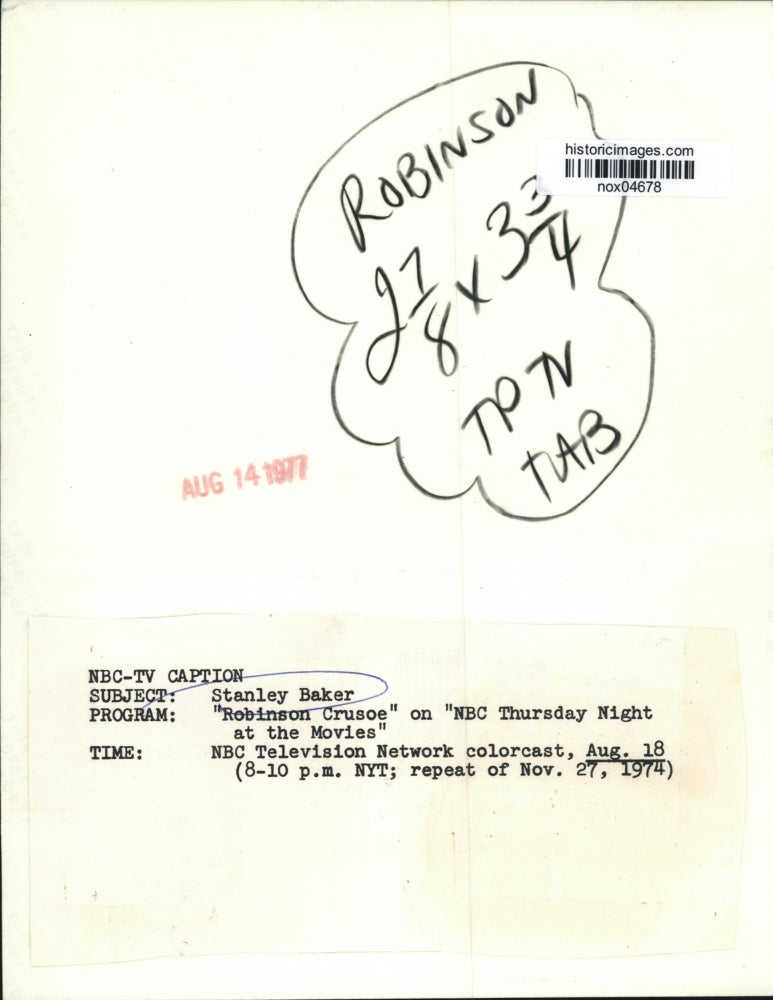 ROBINSON
historicimages.com
nox04678
2 7/8 x 3 3/4
TP TV
TAB
AUG 14 1977
NBC-TV CAPTION
SUBJECT: Stanley Baker
PROGRAM: "Robinson Crusoe" on "NBC Thursday Night
at the Movies"
TIME: NBC Television Network colorcast, Aug. 18
(8-10 p.m. NYT; repeat of Nov. 27, 1974)